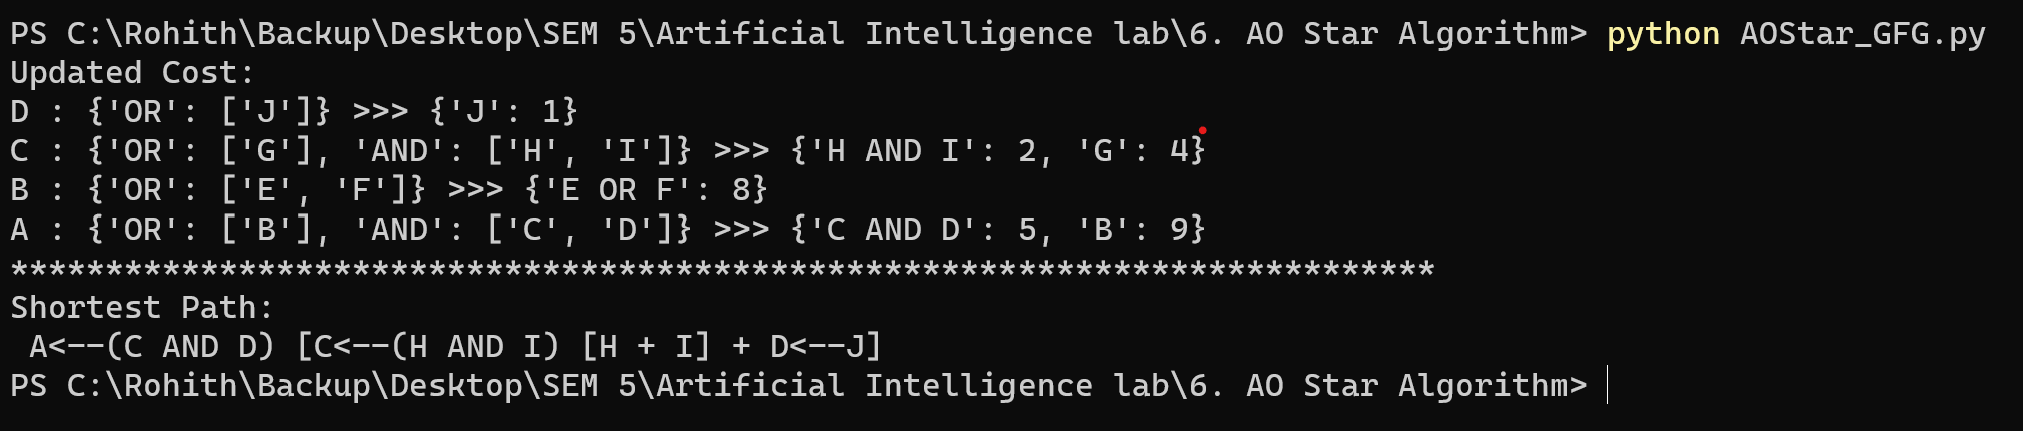 PS C:\Rohith\Backup\Desktop\SEM 5\Artificial Intelligence lab\6. AO Star Algorithm> python AOStar_GFG.py
Updated Cost:
D : {'OR': ['J']} >>> {'J': 1}
C : {'OR': ['G'], 'AND': ['H', 'I']} >>> {'H AND I': 2, 'G': 4}
B : {'OR': ['E', 'F']} >>> {'E OR F': 8}
A : {'OR': ['B'], 'AND': ['C', 'D']} >>> {'C AND D': 5, 'B': 9}
***************************************************************************
Shortest Path:
 A<--(C AND D) [C<--(H AND I) [H + I] + D<--J]
PS C:\Rohith\Backup\Desktop\SEM 5\Artificial Intelligence lab\6. AO Star Algorithm>